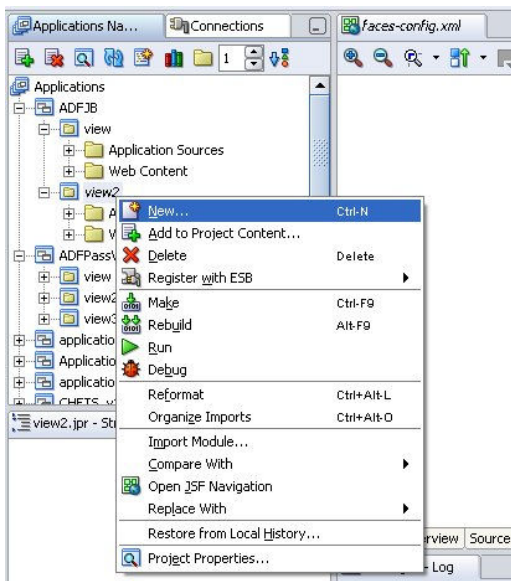 Applications Na...
Connections
faces-config.xml
1
Applications
ADFJB
view
Application Sources
Web Content
view2
A
ADFPass
view
view2
view3
applicatio
Applicatio
applicatio
CHETS_v
view2.jpr - Str
New... Ctrl-N
Add to Project Content...
Delete Delete
Register with ESB
Make Ctrl-F9
Rebuild Alt-F9
Run
Debug
Reformat Ctrl+Alt-L
Organize Imports Ctrl+Alt-O
Import Module...
Compare With
Open JSF Navigation
Replace With
Restore from Local History...
Project Properties...
rview Source
- Log